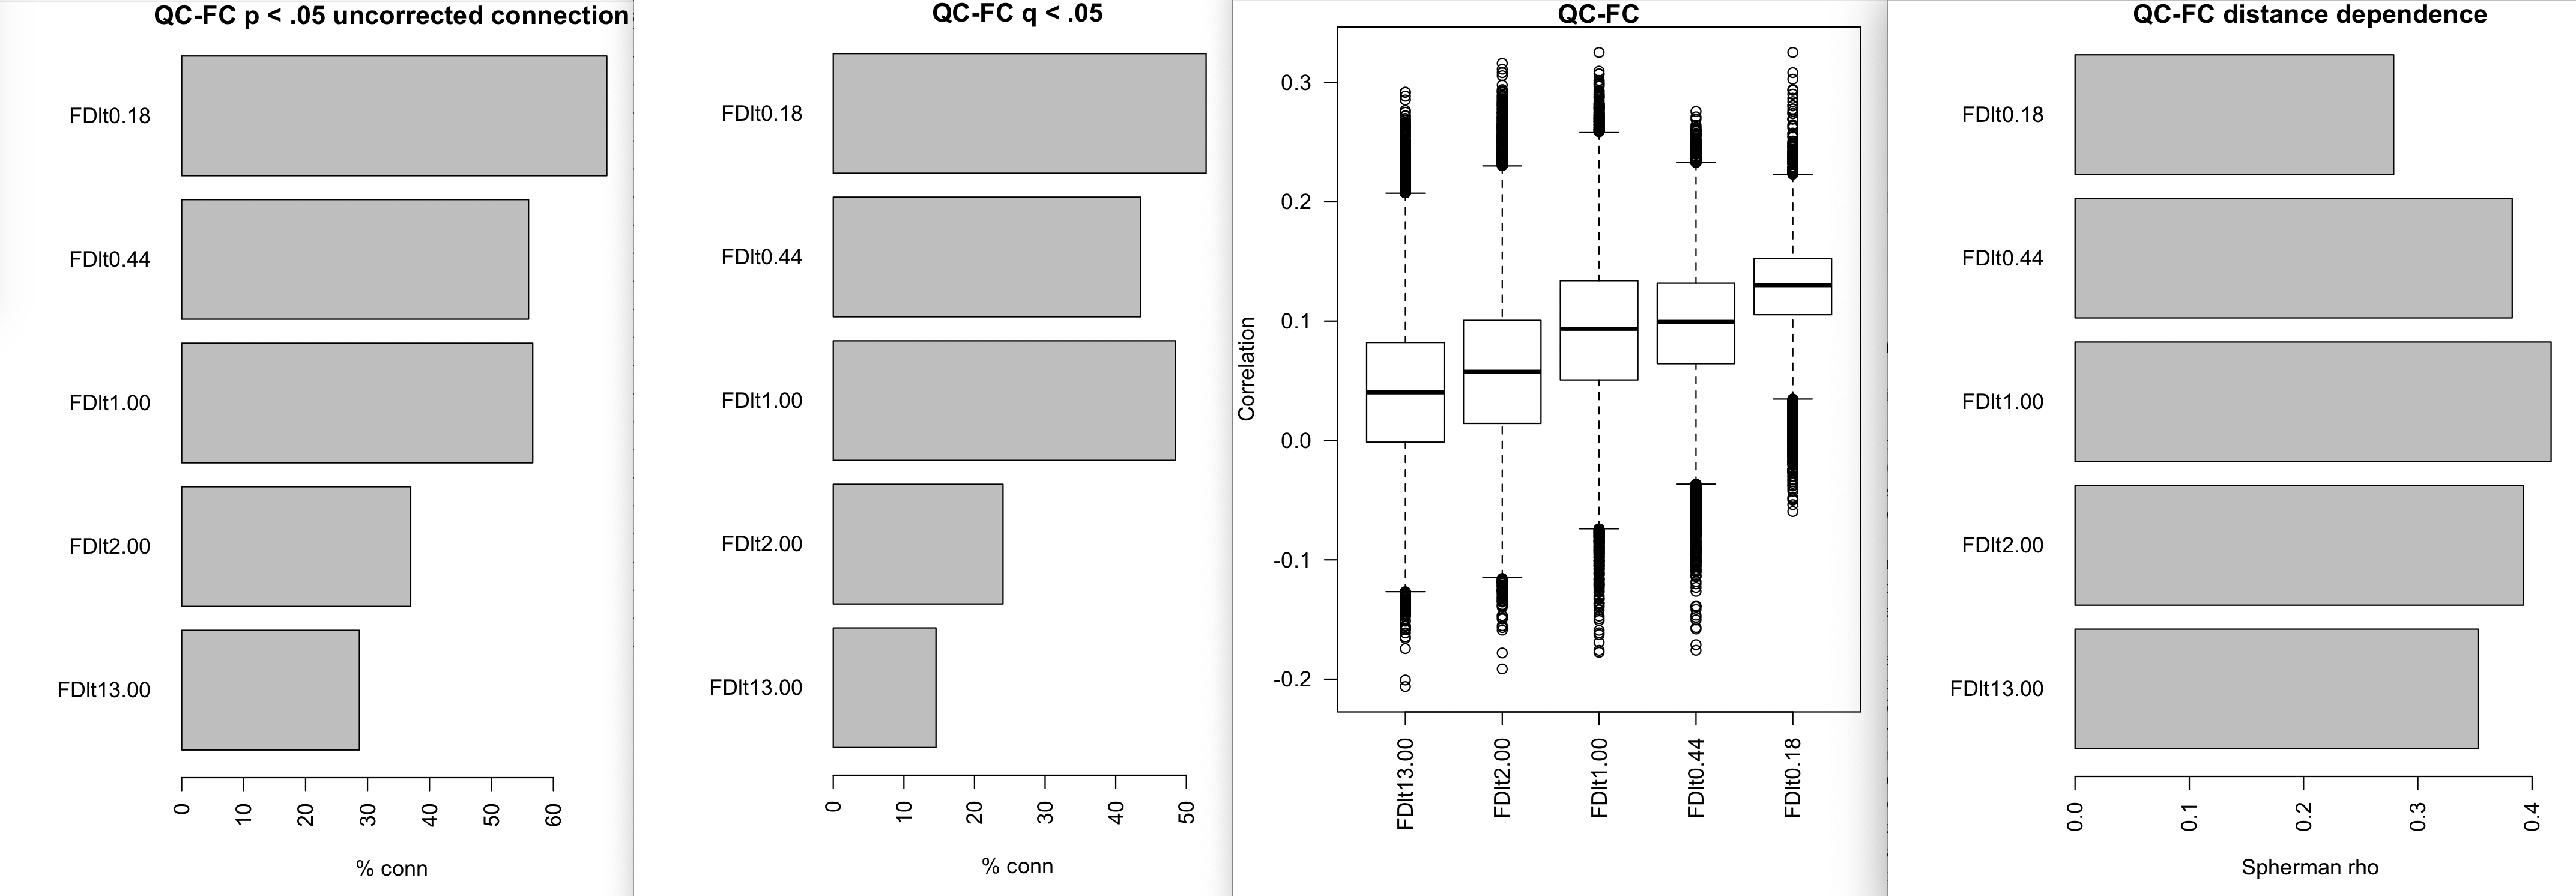 QC-FC p < .05 uncorrected connection
FDlt0.18
FDlt0.44
FDlt1.00
FDlt2.00
FDlt13.00
0 10 20 30 40 50 60
% conn
QC-FC q < .05
FDlt0.18
FDlt0.44
FDlt1.00
FDlt2.00
FDlt13.00
0 10 20 30 40 50
% conn
QC-FC
Correlation
0.3
0.2
0.1
0.0
-0.1
-0.2
FDlt13.00 FDlt2.00 FDlt1.00 FDlt0.44 FDlt0.18
QC-FC distance dependence
FDlt0.18
FDlt0.44
FDlt1.00
FDlt2.00
FDlt13.00
0.0 0.1 0.2 0.3 0.4
Spherman rho